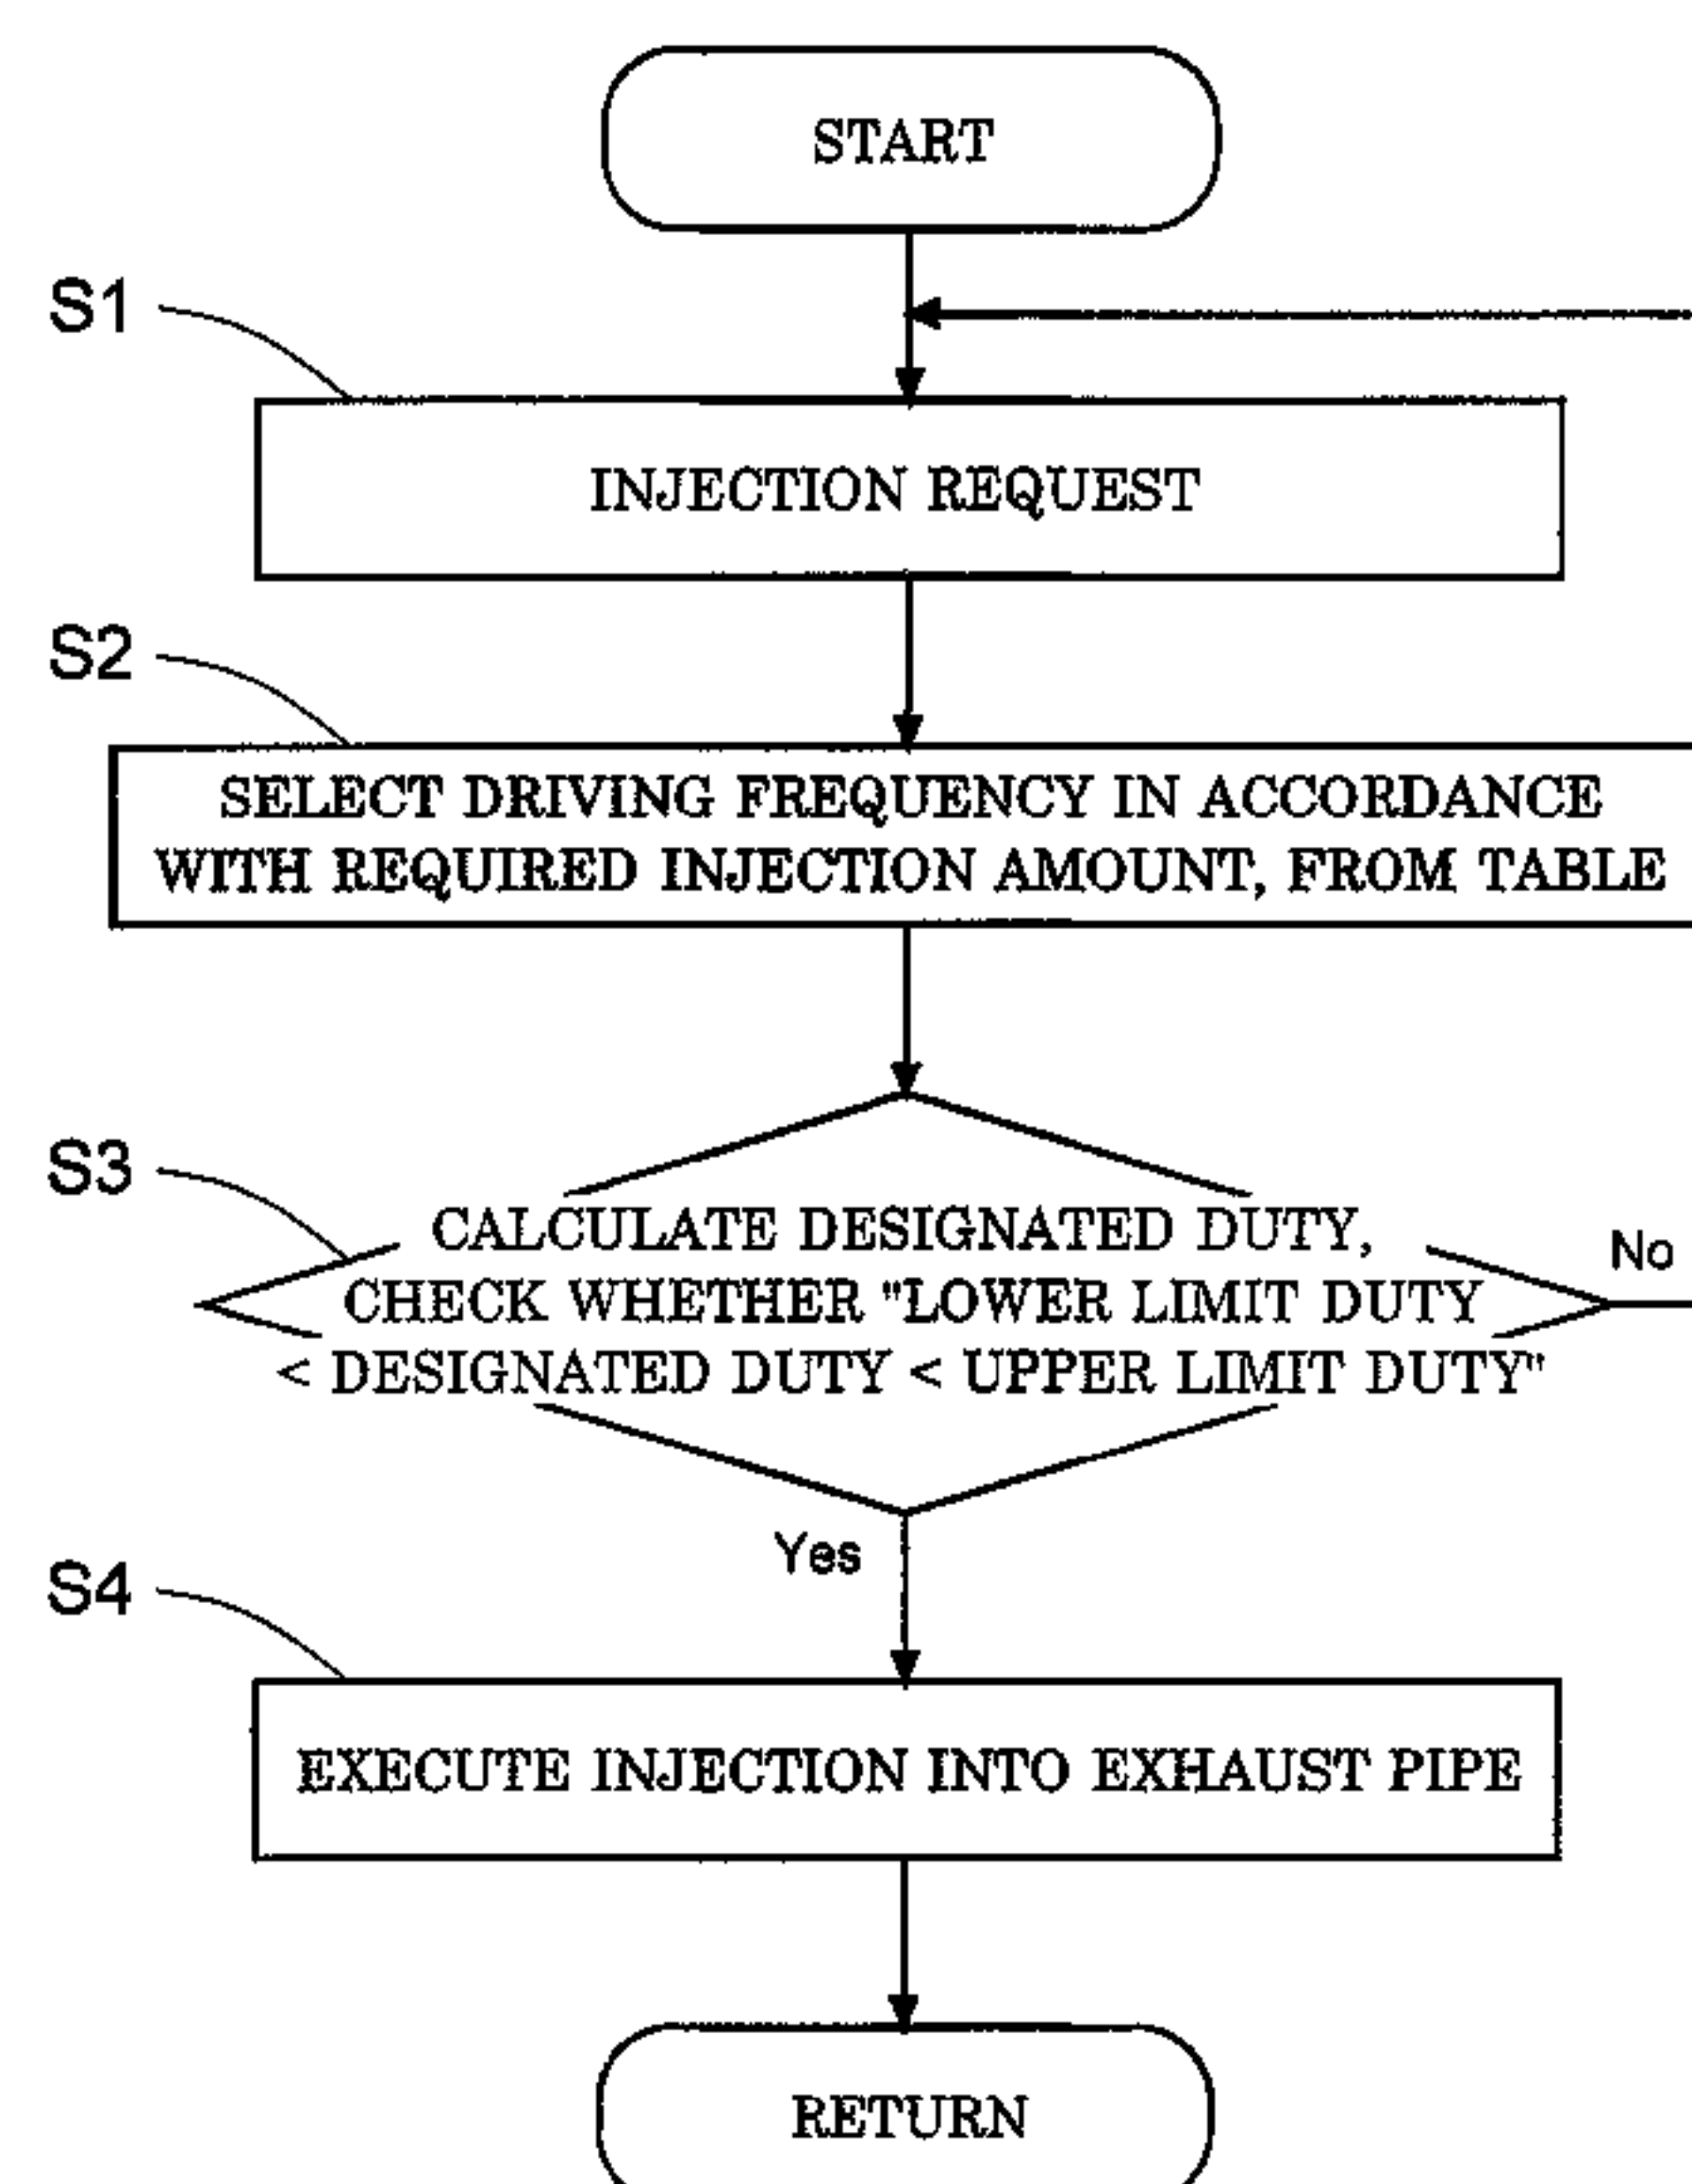 START
S1
INJECTION REQUEST
S2
SELECT DRIVING FREQUENCY IN ACCORDANCE
WITH REQUIRED INJECTION AMOUNT, FROM TABLE
S3
CALCULATE DESIGNATED DUTY,
CHECK WHETHER "LOWER LIMIT DUTY
< DESIGNATED DUTY < UPPER LIMIT DUTY"
No
Yes
S4
EXECUTE INJECTION INTO EXHAUST PIPE
RETURN